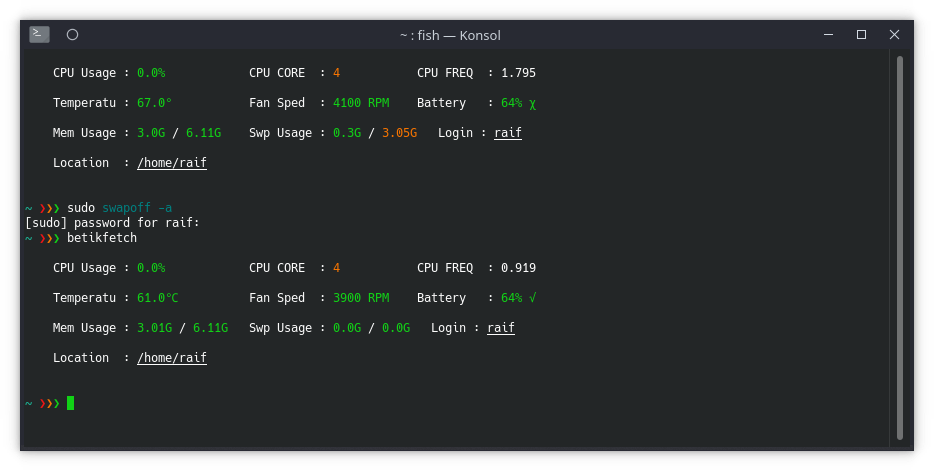 ~ : fish — Konsol
CPU Usage : 0.0% CPU CORE : 4 CPU FREQ : 1.795
Temperatu : 67.0° Fan Sped : 4100 RPM Battery : 64% χ
Mem Usage : 3.0G / 6.11G Swp Usage : 0.3G / 3.05G Login : raif
Location : /home/raif
~ ❯❯❯ sudo swapoff -a
[sudo] password for raif:
~ ❯❯❯ betikfetch
CPU Usage : 0.0% CPU CORE : 4 CPU FREQ : 0.919
Temperatu : 61.0°C Fan Sped : 3900 RPM Battery : 64% √
Mem Usage : 3.01G / 6.11G Swp Usage : 0.0G / 0.0G Login : raif
Location : /home/raif
~ ❯❯❯